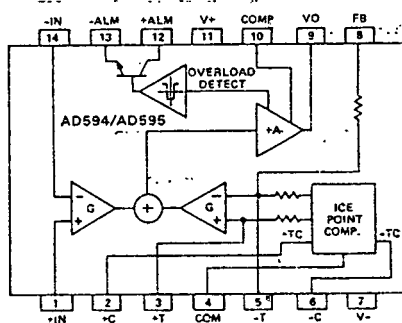 -IN -ALM +ALM V+ COMP VO FB
14 13 12 11 10 9 8
OVERLOAD
DETECT
AD594/AD595
+A-
- G +
+
- G +
ICE
POINT
COMP.
-TC
-TC
1 2 3 4 5 6 7
+IN +C +T COM -T -C V-